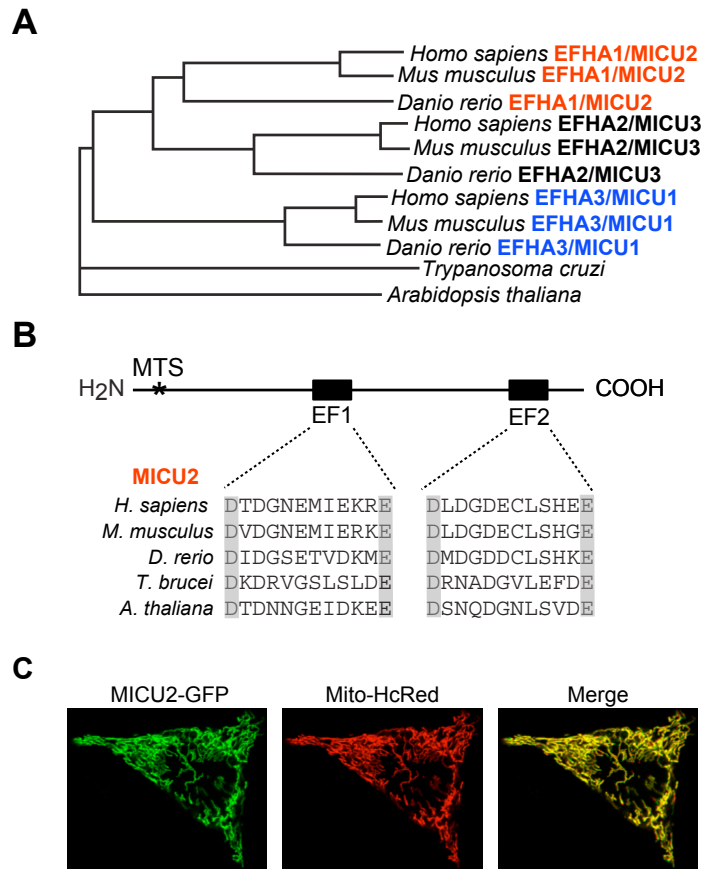 A
Homo sapiens EFHA1/MICU2
Mus musculus EFHA1/MICU2
Danio rerio EFHA1/MICU2
Homo sapiens EFHA2/MICU3
Mus musculus EFHA2/MICU3
Danio rerio EFHA2/MICU3
Homo sapiens EFHA3/MICU1
Mus musculus EFHA3/MICU1
Danio rerio EFHA3/MICU1
Trypanosoma cruzi
Arabidopsis thaliana
B
MTS
H2N * COOH
EF1 EF2
MICU2
H. sapiens DTDGNEMIEKRE DLDGDECLSHEE
M. musculus DVDGNEMIERKE DLDGDECLSHGE
D. rerio DIDGSETVDKME DMDGDDCLSHKE
T. brucei DKDRVGSLSLDE DRNADGVLEFDE
A. thaliana DTDNNGEIDKEE DSNQDGNLSVDE
C
MICU2-GFP Mito-HcRed Merge